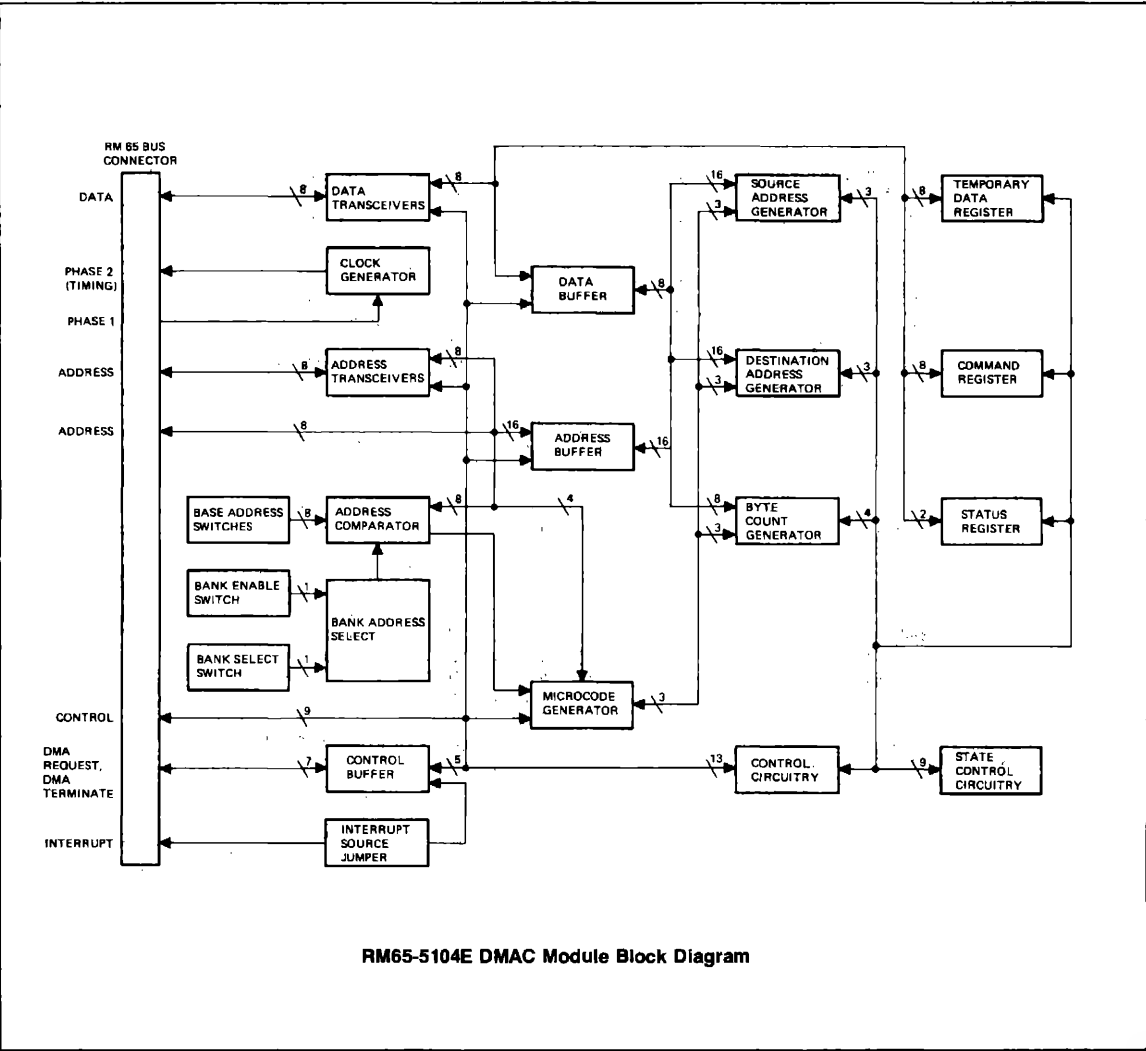 RM 65 BUS
CONNECTOR
DATA
8
DATA
TRANSCEIVERS
8
16
SOURCE
ADDRESS
GENERATOR
3
3
8
TEMPORARY
DATA
REGISTER
PHASE 2
(TIMING)
CLOCK
GENERATOR
DATA
BUFFER
8
PHASE 1
ADDRESS
8
ADDRESS
TRANSCEIVERS
8
16
DESTINATION
ADDRESS
GENERATOR
3
3
8
COMMAND
REGISTER
ADDRESS
8
16
ADDRESS
BUFFER
16
BASE ADDRESS
SWITCHES
8
ADDRESS
COMPARATOR
8
4
8
BYTE
COUNT
GENERATOR
3
4
2
STATUS
REGISTER
BANK ENABLE
SWITCH
1
BANK ADDRESS
SELECT
BANK SELECT
SWITCH
1
MICROCODE
GENERATOR
3
CONTROL
9
DMA
REQUEST,
DMA
TERMINATE
7
CONTROL
BUFFER
5
13
CONTROL
CIRCUITRY
9
STATE
CONTROL
CIRCUITRY
INTERRUPT
INTERRUPT
SOURCE
JUMPER
RM65-5104E DMAC Module Block Diagram